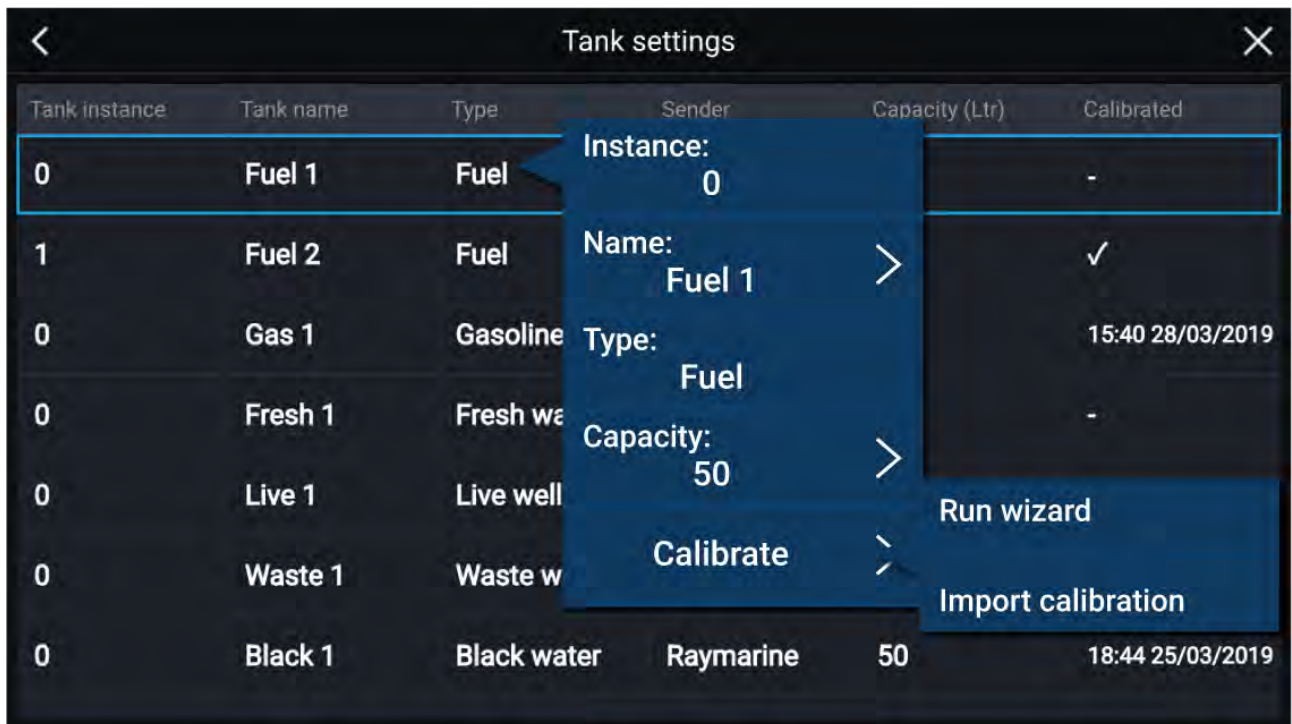 Tank settings
Tank instance Tank name Type Sender Capacity (Ltr) Calibrated
0 Fuel 1 Fuel -
1 Fuel 2 Fuel ✓
0 Gas 1 Gasoline 15:40 28/03/2019
0 Fresh 1 Fresh wa -
0 Live 1 Live well
0 Waste 1 Waste w
0 Black 1 Black water Raymarine 50 18:44 25/03/2019
Instance:
0
Name:
Fuel 1
Type:
Fuel
Capacity:
50
Calibrate
Run wizard
Import calibration